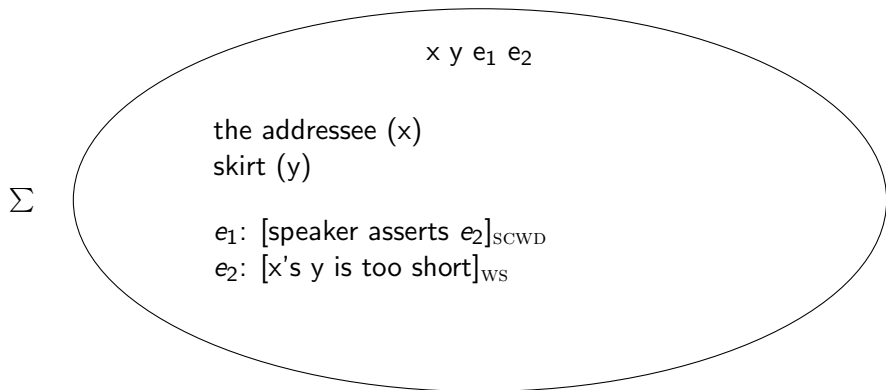 x y e₁ e₂
the addressee (x)
skirt (y)
∑
e₁: [speaker asserts e₂]SCWD
e₂: [x's y is too short]WS